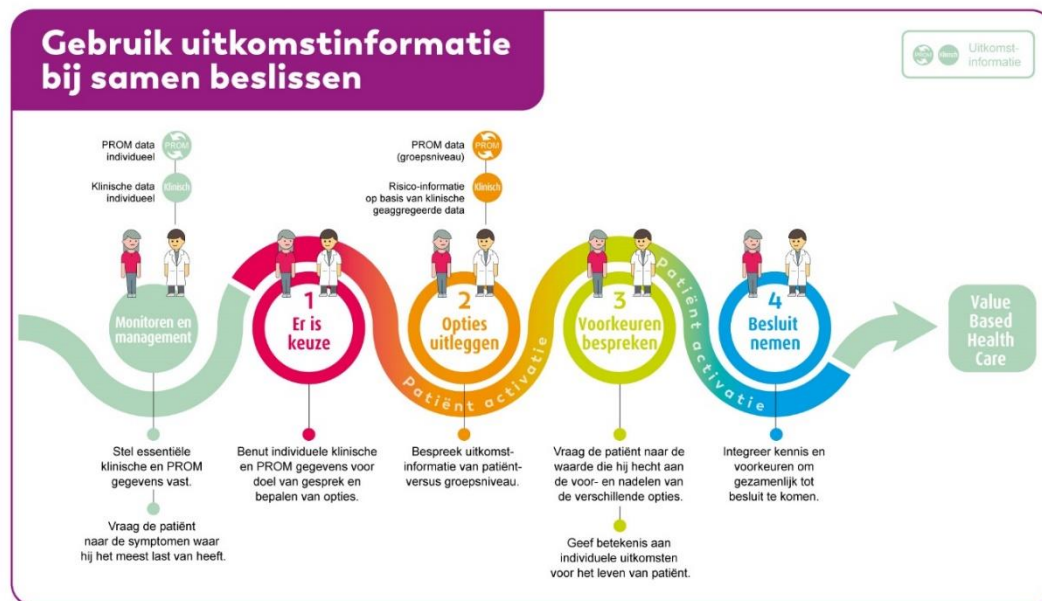 Gebruik uitkomstinformatie
bij samen beslissen
PROM
Klinisch
Uitkomst-
informatie
PROM data
individueel
PROM
Klinische data
individueel
Klinisch
PROM data
(groepsniveau)
PROM
Risico-informatie
op basis van klinische
geaggregeerde data
Klinisch
Monitoren en
management
1
Er is
keuze
2
Opties
uitleggen
3
Voorkeuren
bespreken
4
Besluit
nemen
Patiënt activatie
Patiënt activatie
Value
Based
Health
Care
Stel essentiële
klinische en PROM
gegevens vast.
Vraag de patiënt
naar de symptomen waar
hij het meest last van heeft.
Benut individuele klinische
en PROM gegevens voor
doel van gesprek en
bepalen van opties.
Bespreek uitkomst-
informatie van patiënt-
versus groepsniveau.
Vraag de patiënt naar de
waarde die hij hecht aan
de voor- en nadelen van
de verschillende opties.
Geef betekenis aan
individuele uitkomsten
voor het leven van patiënt.
Integreer kennis en
voorkeuren om
gezamenlijk tot
besluit te komen.